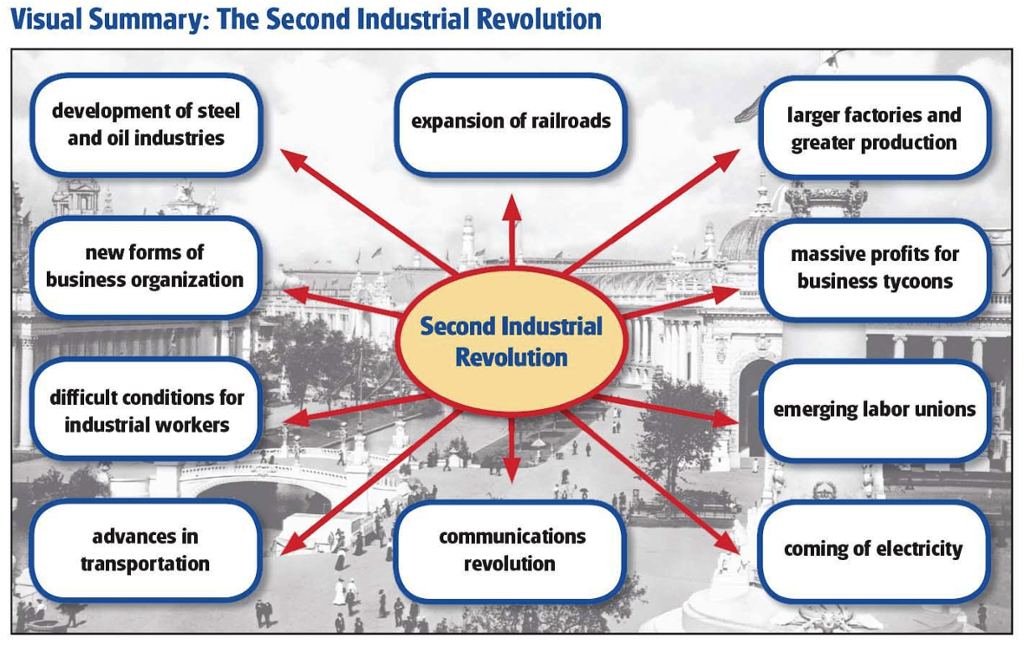 Visual Summary: The Second Industrial Revolution
development of steel
and oil industries
expansion of railroads
larger factories and
greater production
new forms of
business organization
massive profits for
business tycoons
Second Industrial
Revolution
difficult conditions for
industrial workers
emerging labor unions
advances in
transportation
communications
revolution
coming of electricity